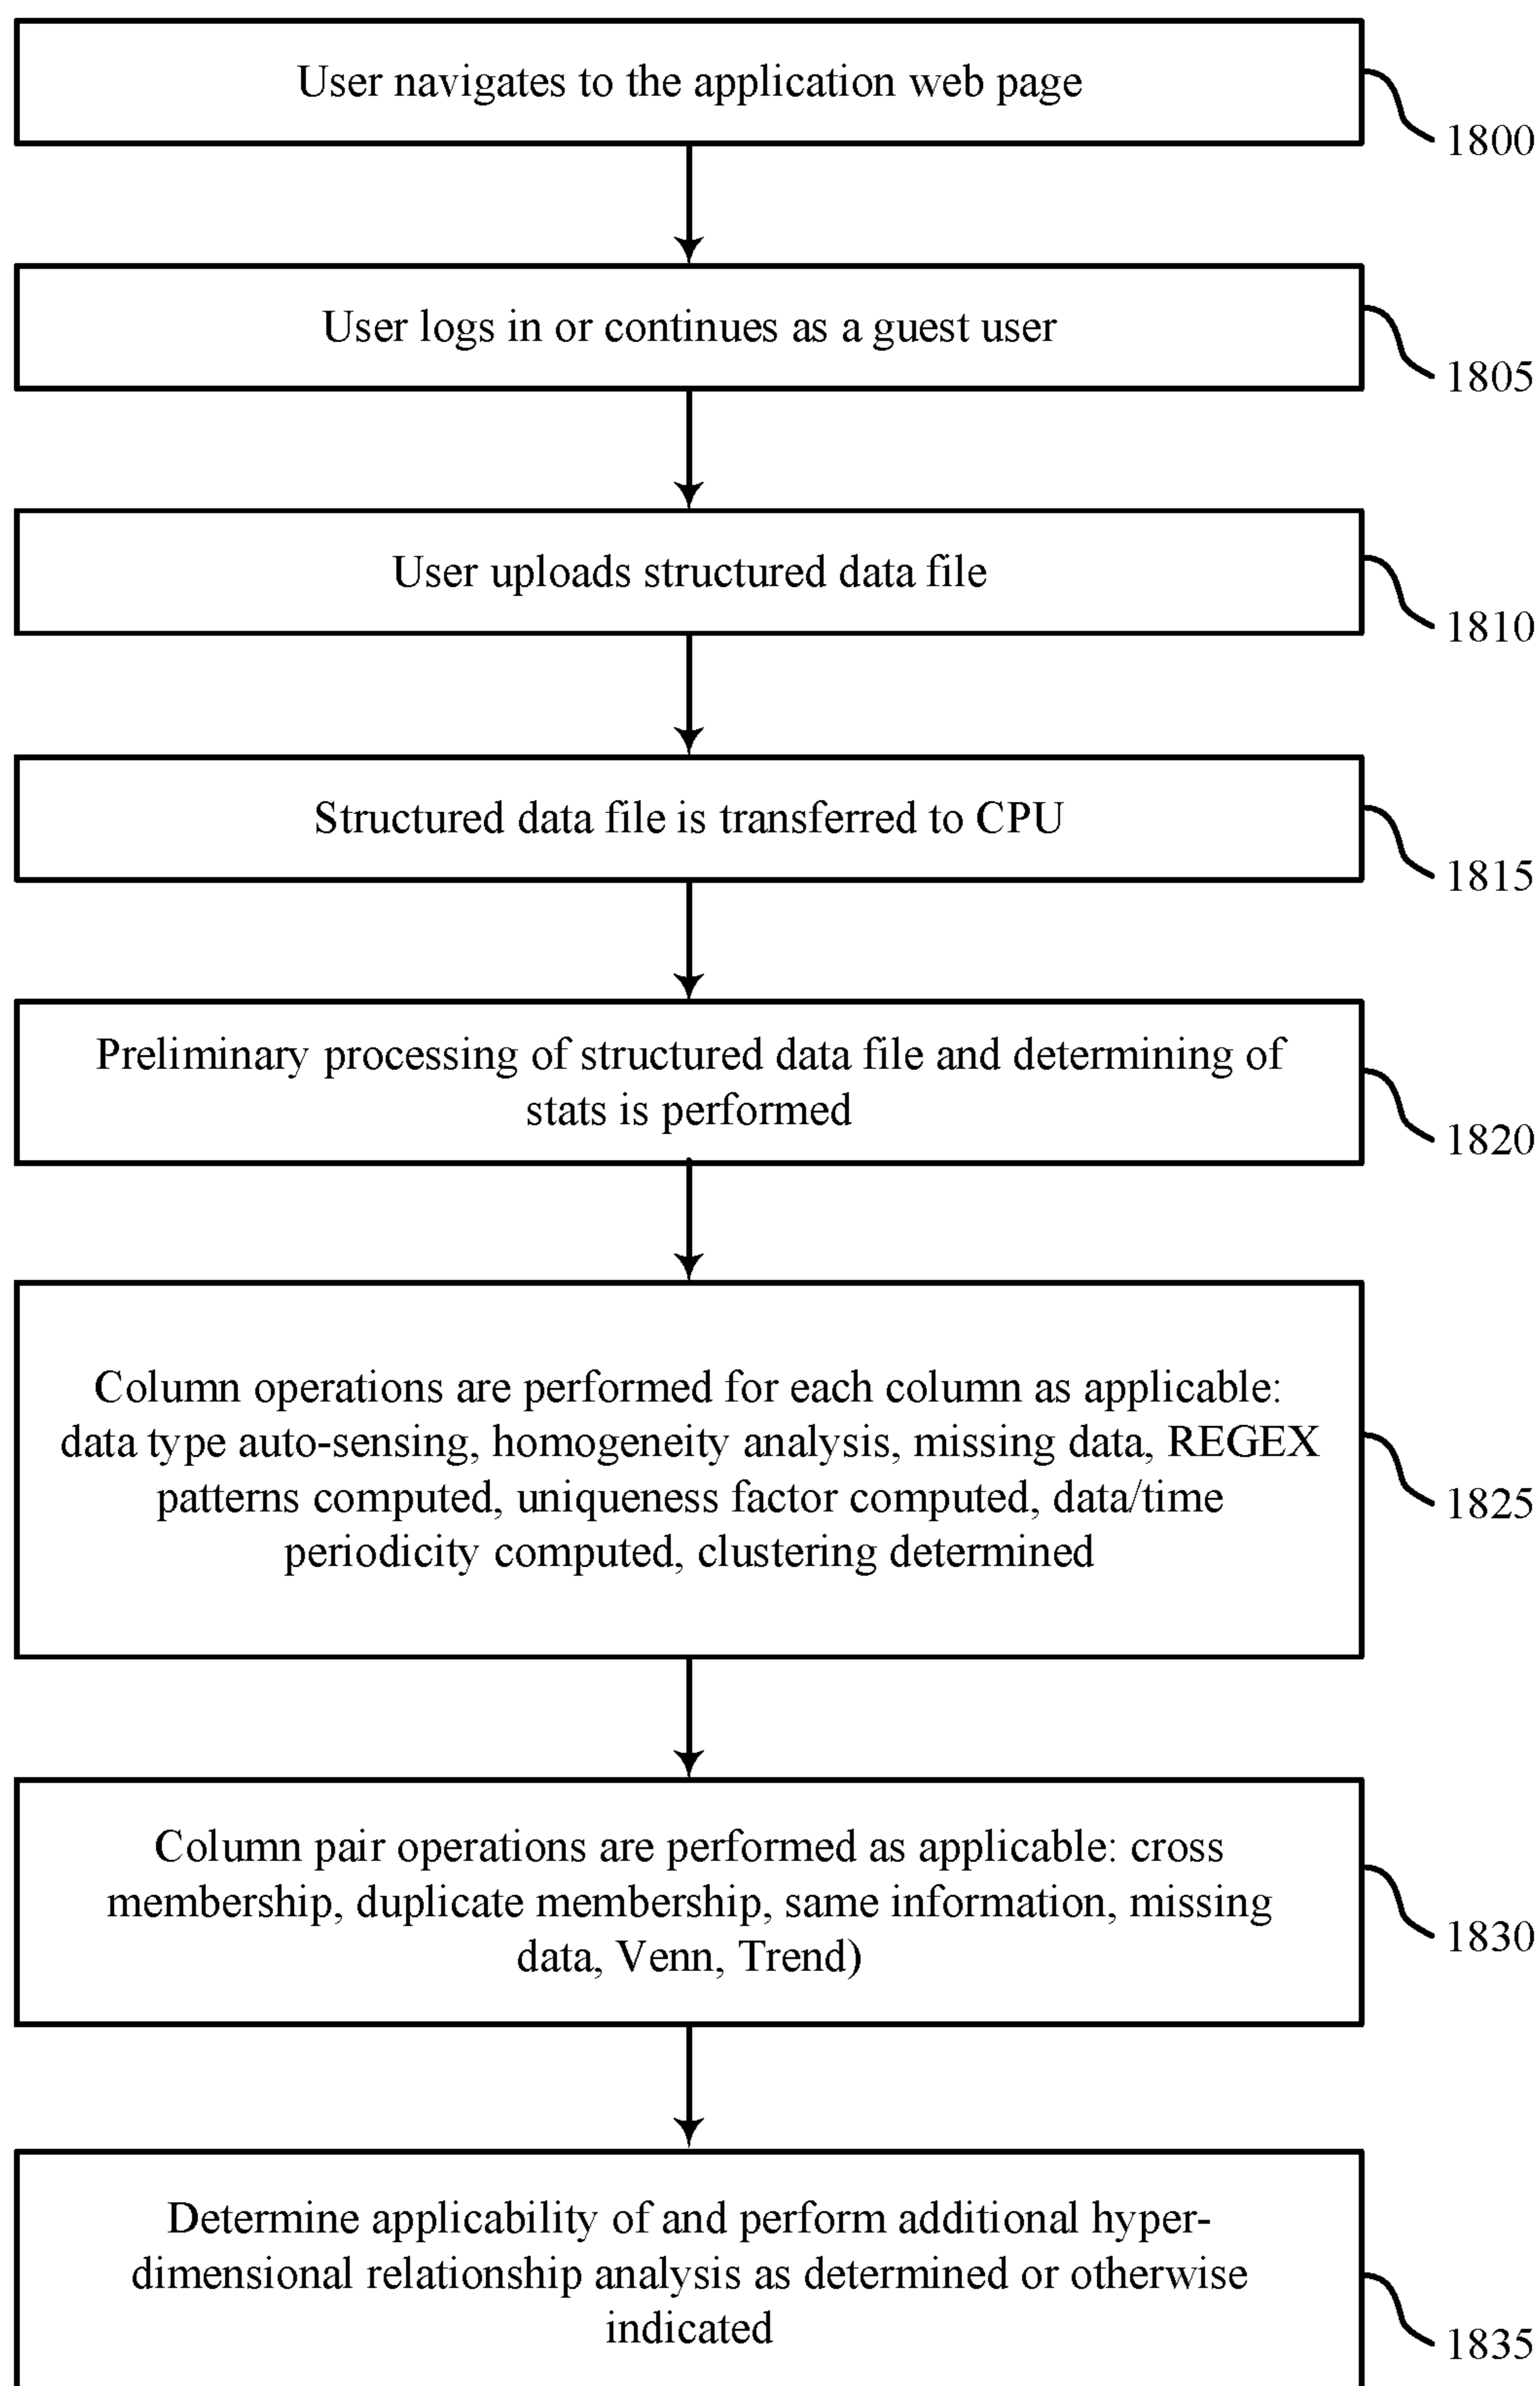 User navigates to the application web page
1800
User logs in or continues as a guest user
1805
User uploads structured data file
1810
Structured data file is transferred to CPU
1815
Preliminary processing of structured data file and determining of
stats is performed
1820
Column operations are performed for each column as applicable:
data type auto-sensing, homogeneity analysis, missing data, REGEX
patterns computed, uniqueness factor computed, data/time
periodicity computed, clustering determined
1825
Column pair operations are performed as applicable: cross
membership, duplicate membership, same information, missing
data, Venn, Trend)
1830
Determine applicability of and perform additional hyper-
dimensional relationship analysis as determined or otherwise
indicated
1835